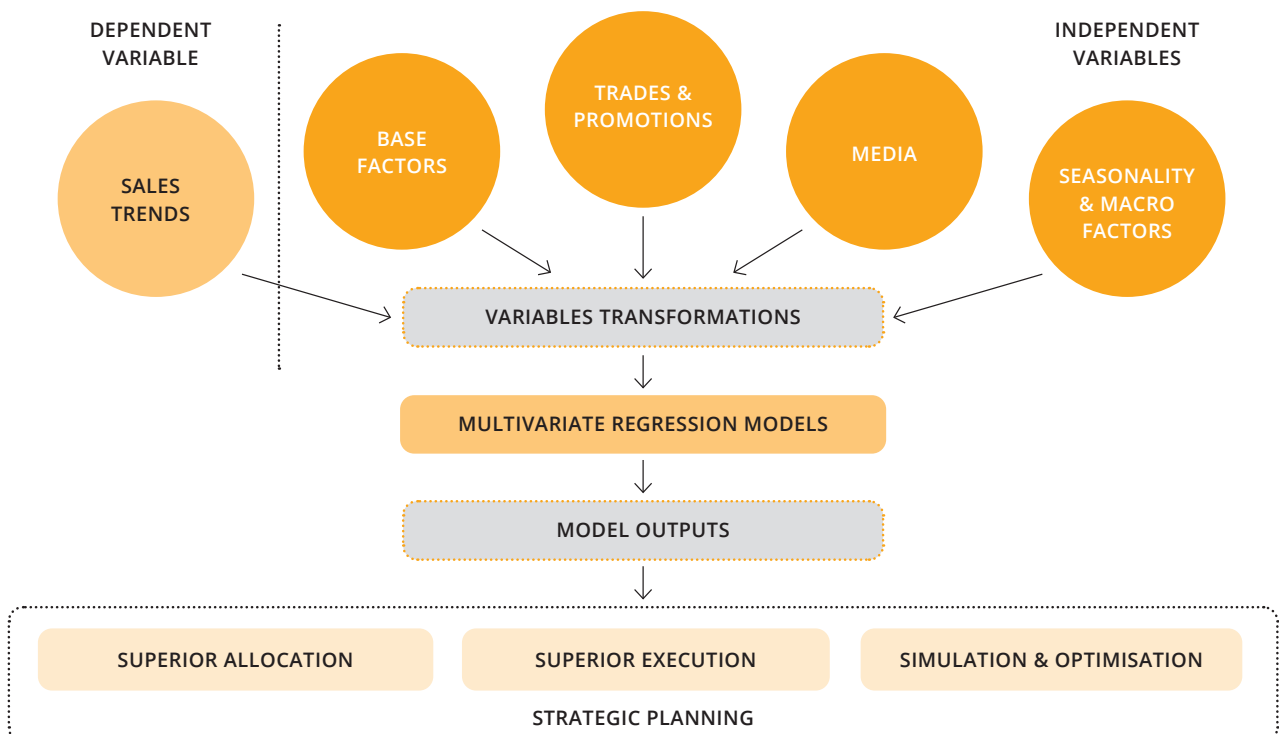 DEPENDENT
VARIABLE
INDEPENDENT
VARIABLES
SALES
TRENDS
BASE
FACTORS
TRADES &
PROMOTIONS
MEDIA
SEASONALITY
& MACRO
FACTORS
VARIABLES TRANSFORMATIONS
MULTIVARIATE REGRESSION MODELS
MODEL OUTPUTS
SUPERIOR ALLOCATION
SUPERIOR EXECUTION
SIMULATION & OPTIMISATION
STRATEGIC PLANNING